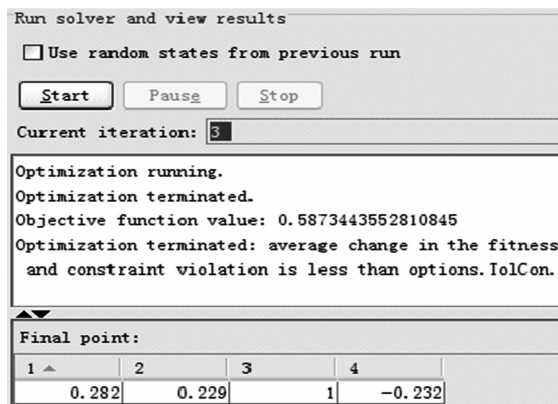 Run solver and view results
Use random states from previous run
Start Pause Stop
Current iteration: 3
Optimization running.
Optimization terminated.
Objective function value: 0.5873443552810845
Optimization terminated: average change in the fitness
and constraint violation is less than options.TolCon.
Final point:
1 2 3 4
0.282 0.229 1 -0.232